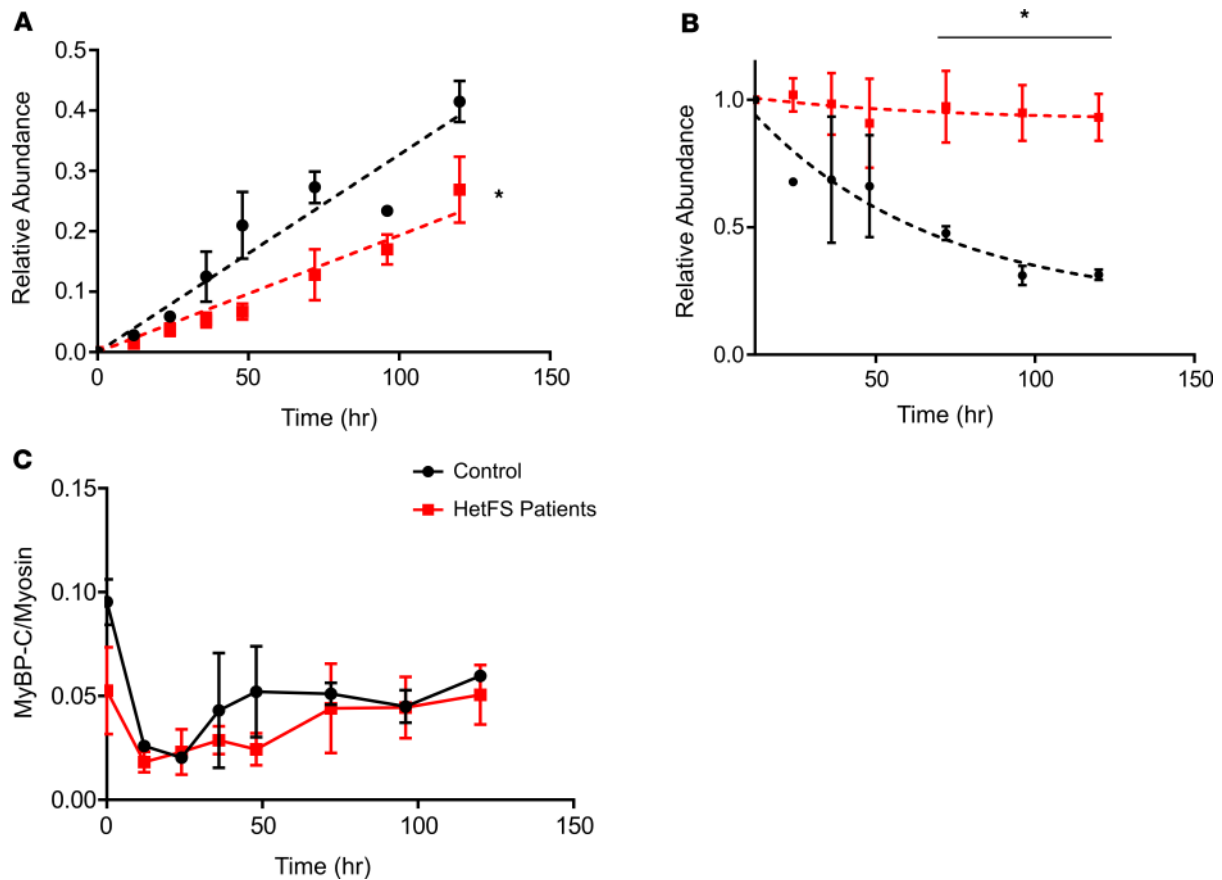 A
Relative Abundance
0.5
0.4
0.3
0.2
0.1
0.0
0
50
100
150
Time (hr)
*
B
*
Relative Abundance
1.0
0.5
0.0
50
100
150
Time (hr)
C
Control
HetFS Patients
MyBP-C/Myosin
0.15
0.10
0.05
0.00
0
50
100
150
Time (hr)